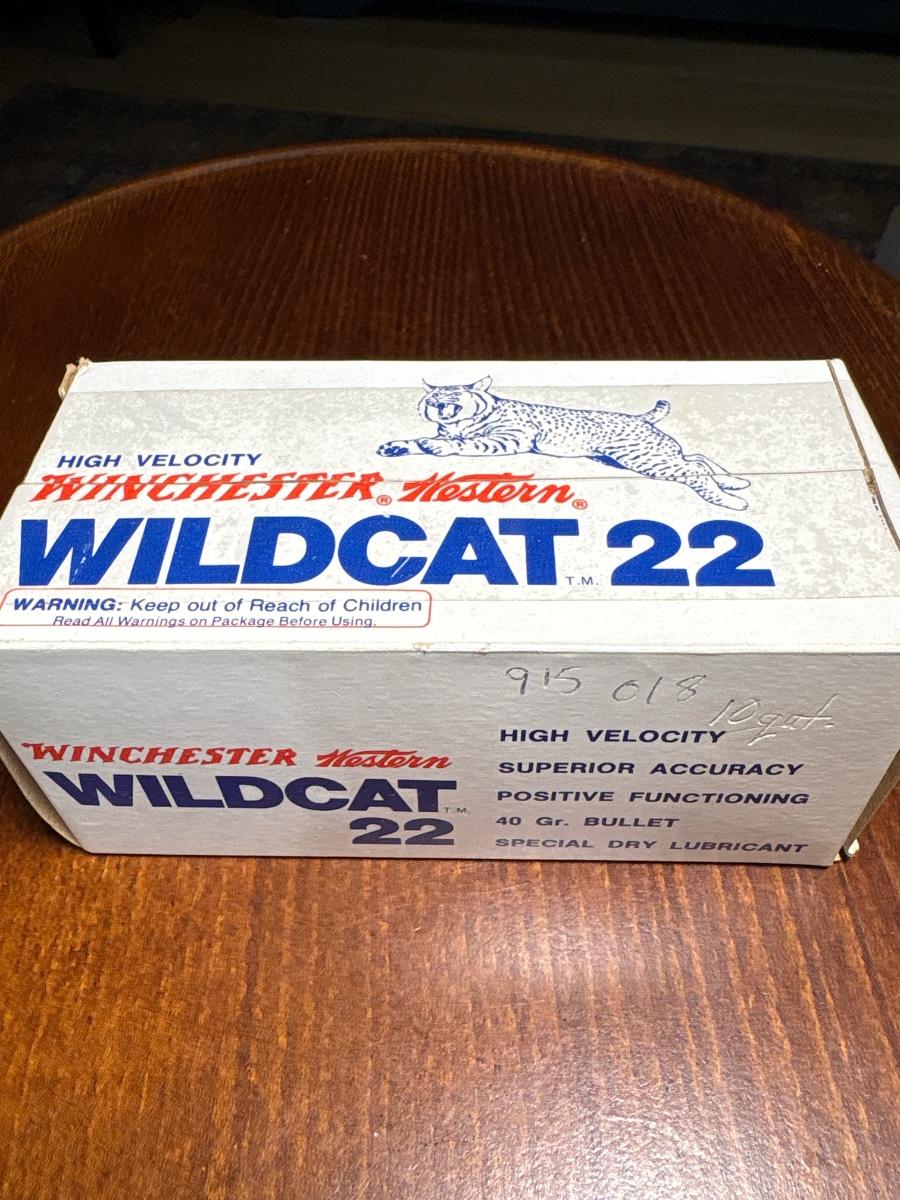 HIGH VELOCITY
WINCHESTER® Western®
WILDCAT T.M. 22
WARNING: Keep out of Reach of Children
Read All Warnings on Package Before Using.
915 018
10 qut.
HIGH VELOCITY
SUPERIOR ACCURACY
POSITIVE FUNCTIONING
40 Gr. BULLET
SPECIAL DRY LUBRICANT
WINCHESTER Western
WILDCAT T.M.
22